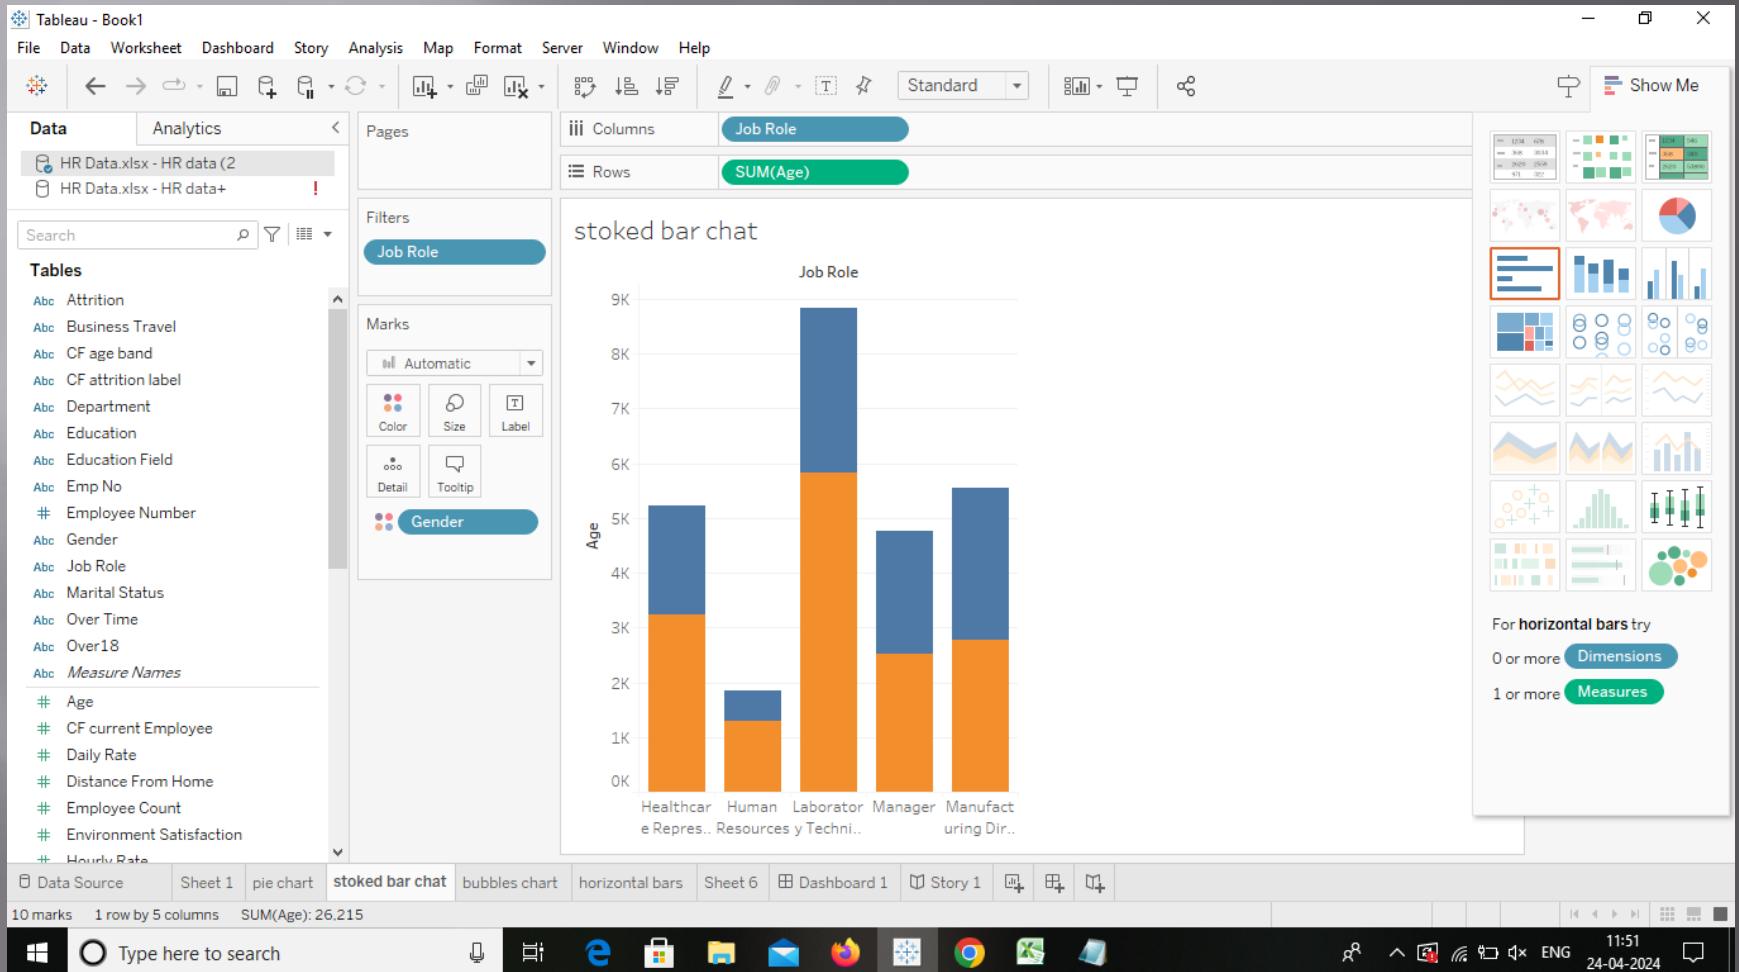 Tableau - Book1
File Data Worksheet Dashboard Story Analysis Map Format Server Window Help
Standard
Show Me
Data Analytics
HR Data.xlsx - HR data (2
HR Data.xlsx - HR data+ !
Search
Tables
Abc Attrition
Abc Business Travel
Abc CF age band
Abc CF attrition label
Abc Department
Abc Education
Abc Education Field
Abc Emp No
# Employee Number
Abc Gender
Abc Job Role
Abc Marital Status
Abc Over Time
Abc Over18
Abc Measure Names
# Age
# CF current Employee
# Daily Rate
# Distance From Home
# Employee Count
# Environment Satisfaction
# Hourly Rate
Pages
Filters
Job Role
Marks
Automatic
Color Size Label
Detail Tooltip
Gender
Columns Job Role
Rows SUM(Age)
stoked bar chat
Job Role
9K
8K
7K
6K
5K
4K
3K
2K
1K
0K
Age
Healthcar Human Laborator Manager Manufact
e Repres.. Resources y Techni.. uring Dir..
For horizontal bars try
0 or more Dimensions
1 or more Measures
Data Source Sheet 1 pie chart stoked bar chat bubbles chart horizontal bars Sheet 6 Dashboard 1 Story 1
10 marks 1 row by 5 columns SUM(Age): 26,215
Type here to search
ENG
11:51
24-04-2024